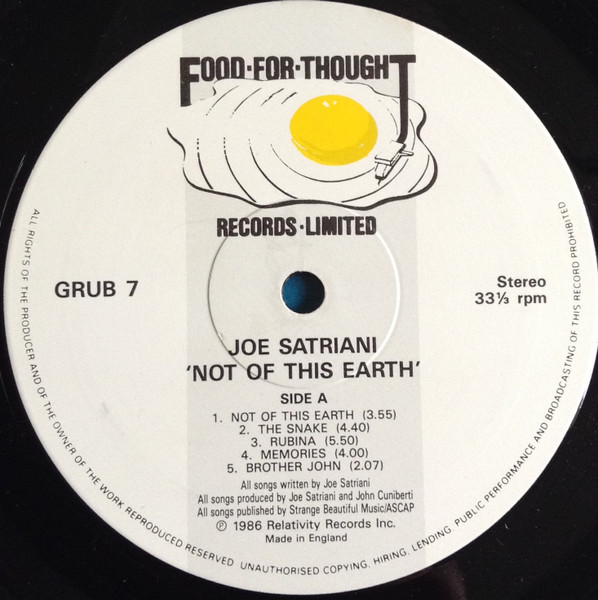 FOOD·FOR·THOUGHT
RECORDS·LIMITED
GRUB 7
Stereo
33⅓ rpm
JOE SATRIANI
'NOT OF THIS EARTH'
SIDE A
1. NOT OF THIS EARTH (3.55)
2. THE SNAKE (4.40)
3. RUBINA (5.50)
4. MEMORIES (4.00)
5. BROTHER JOHN (2.07)
All songs written by Joe Satriani
All songs produced by Joe Satriani and John Cuniberti
All songs published by Strange Beautiful Music/ASCAP
℗ 1986 Relativity Records Inc.
Made in England
ALL RIGHTS OF THE PRODUCER AND OF THE OWNER OF THE WORK REPRODUCED RESERVED UNAUTHORISED COPYING, HIRING, LENDING, PUBLIC PERFORMANCE AND BROADCASTING OF THIS RECORD PROHIBITED